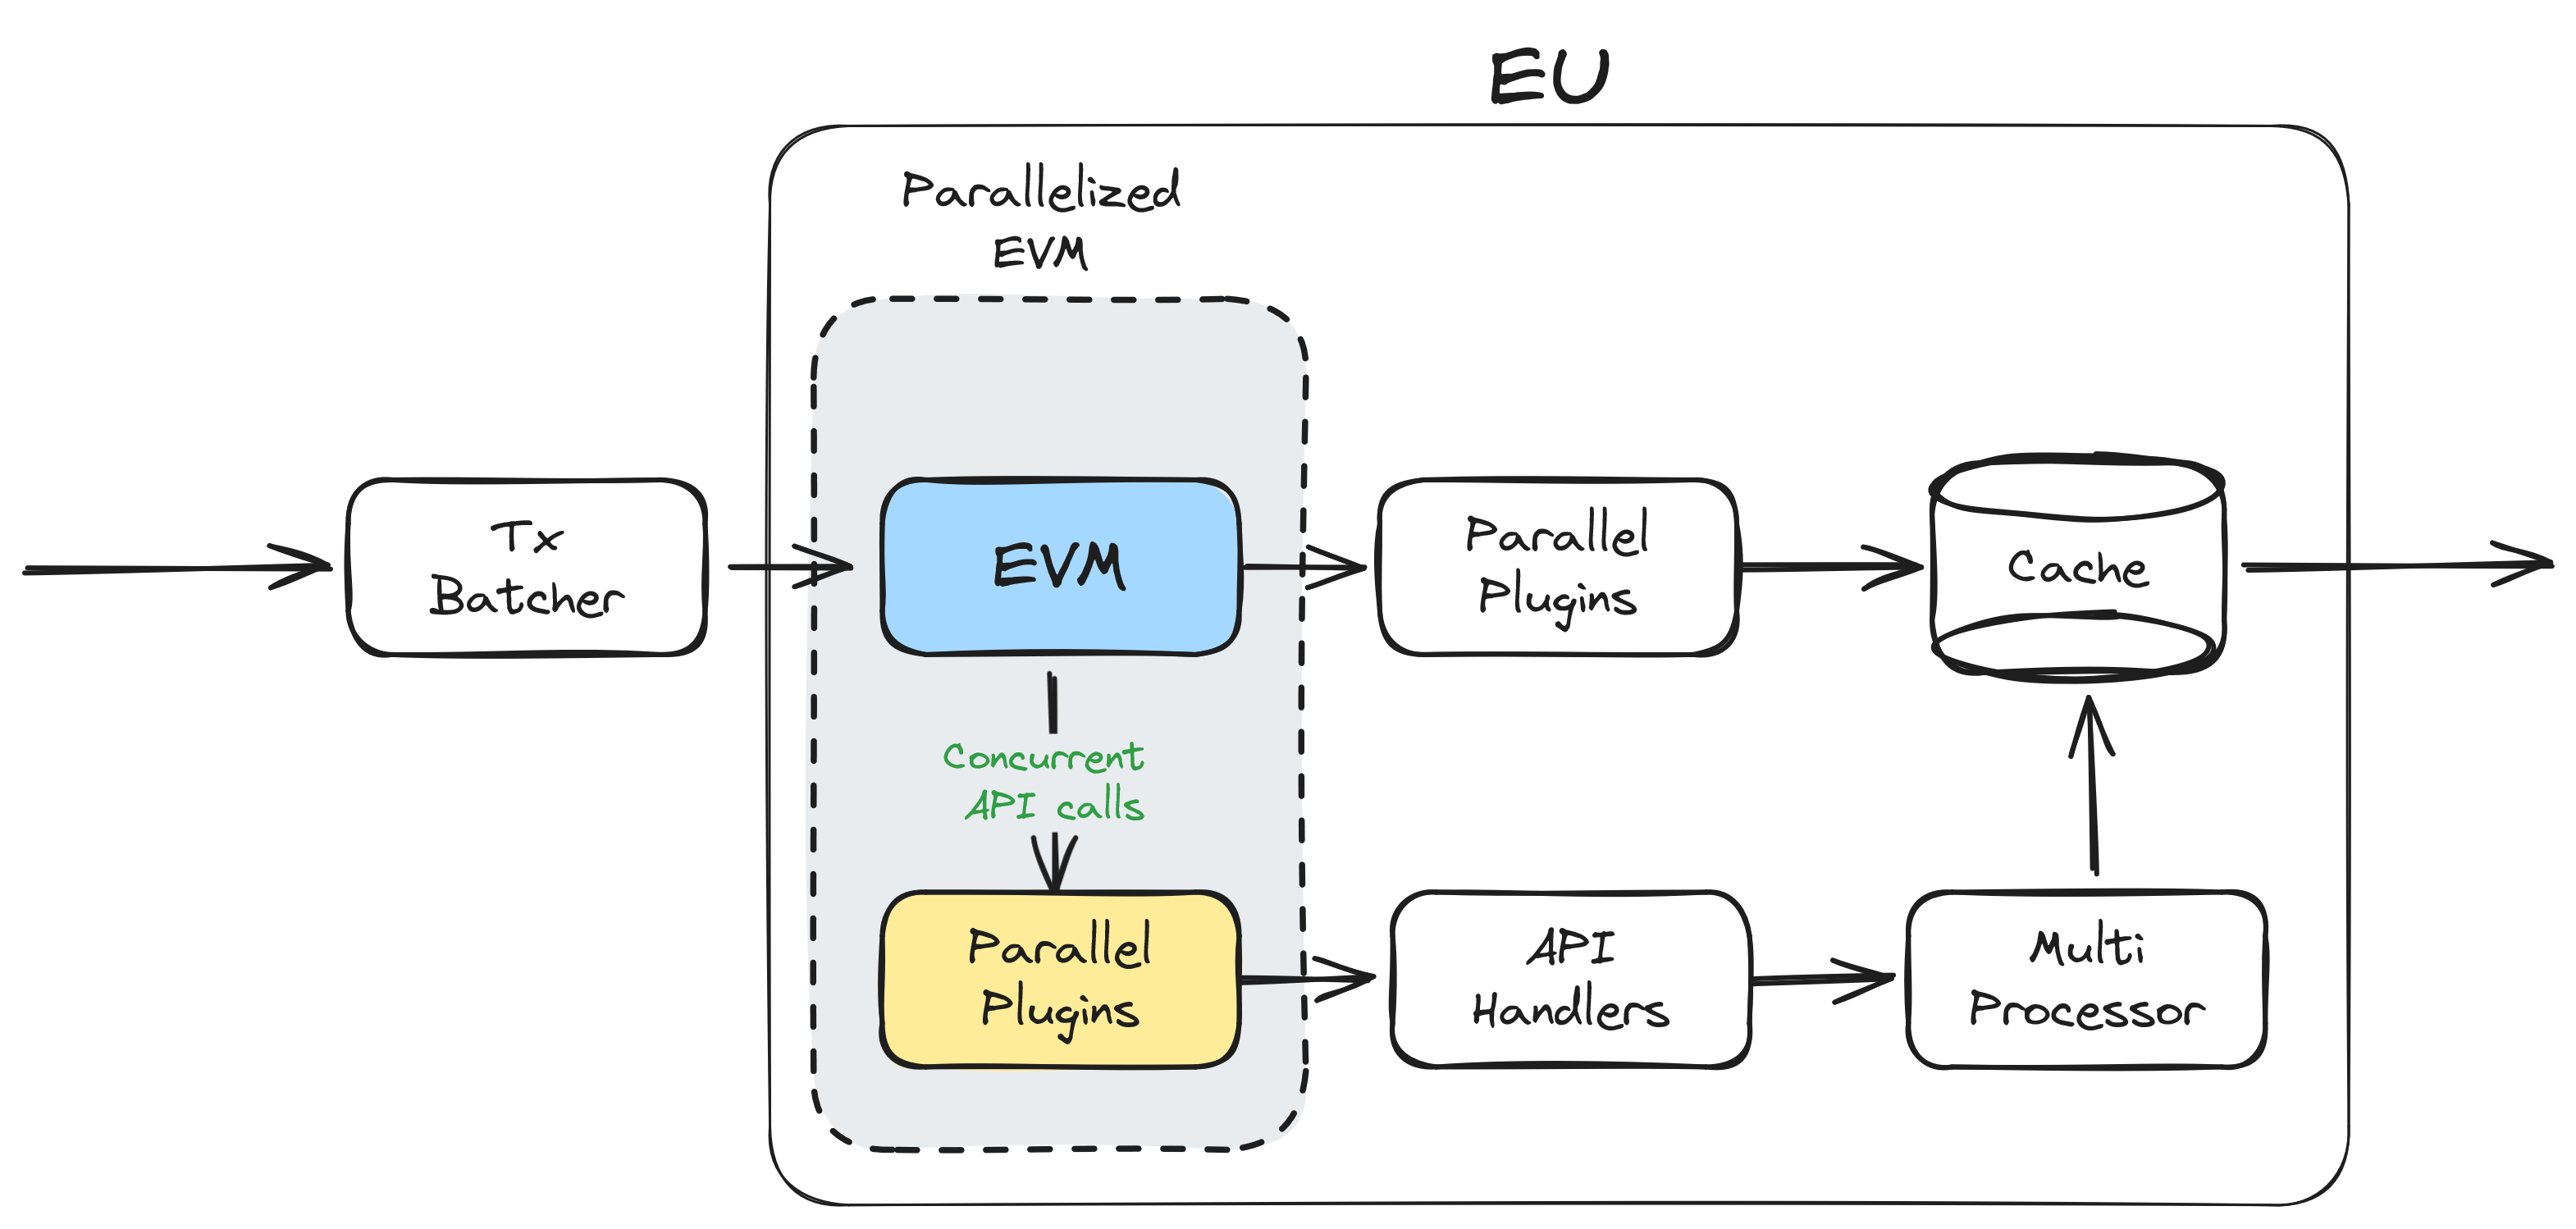 EU
Parallelized
EVM
Tx
Batcher
EVM
Parallel
Plugins
Cache
Concurrent
API calls
Parallel
Plugins
API
Handlers
Multi
Processor